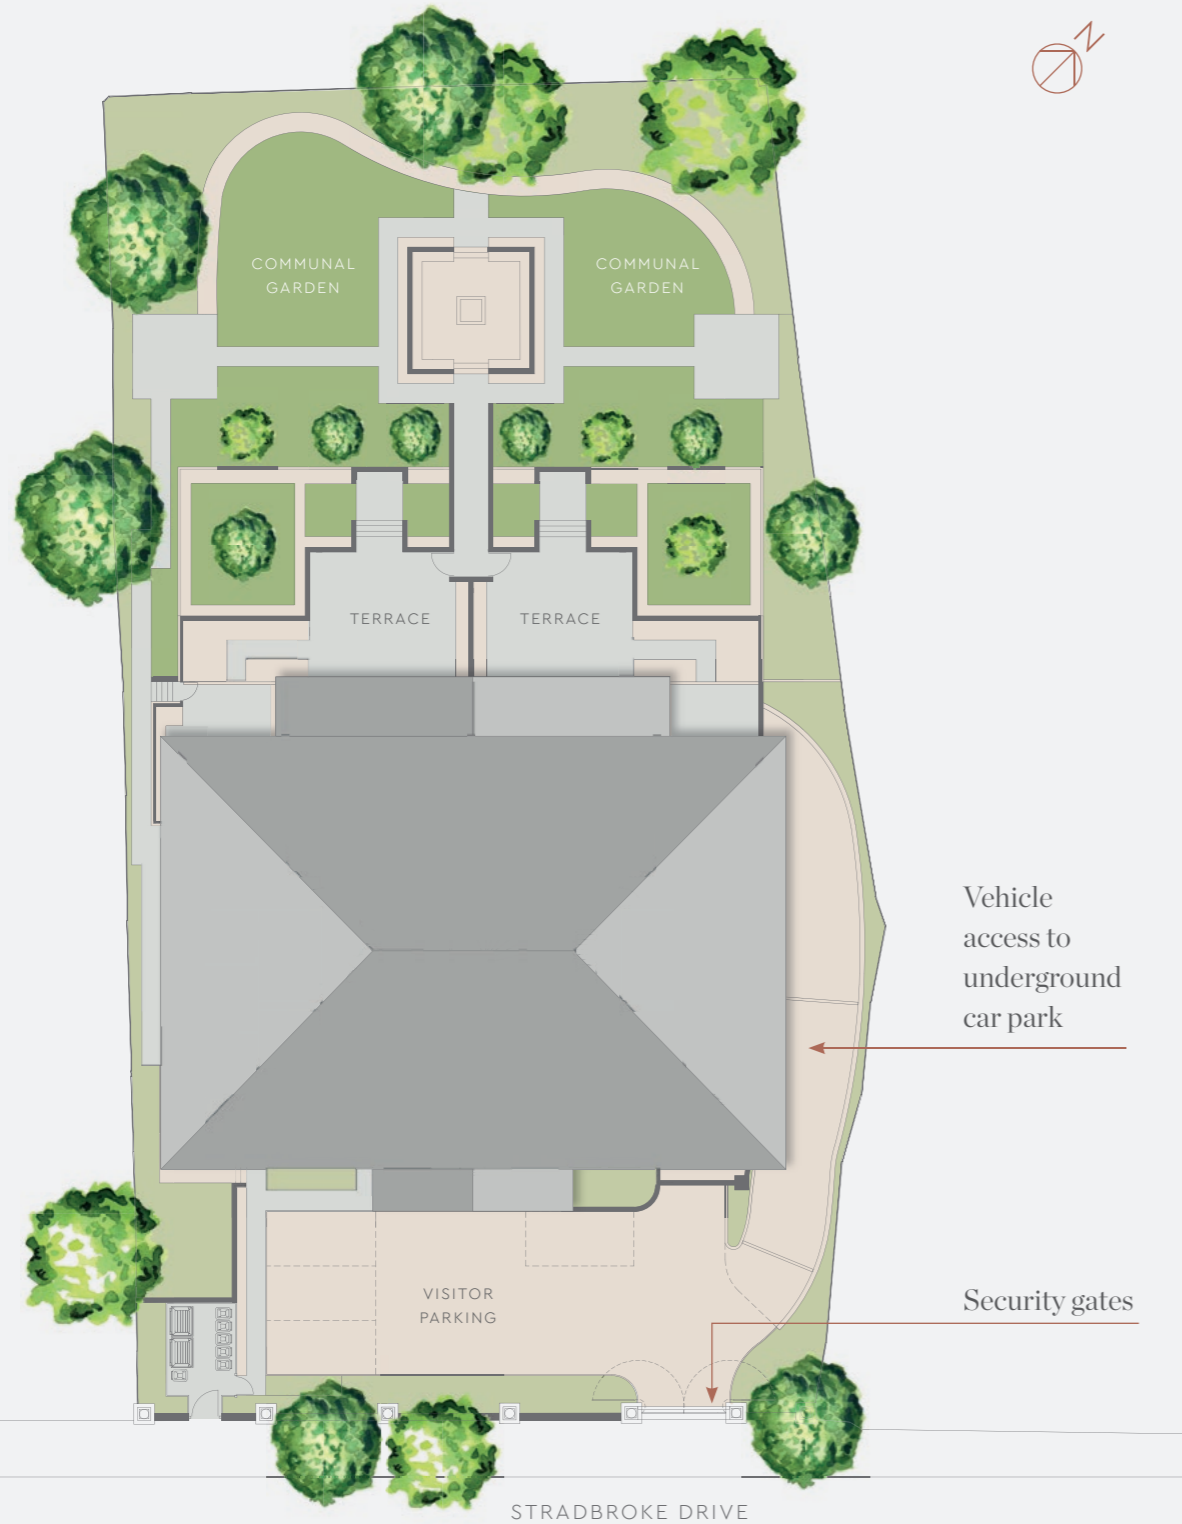 N
COMMUNAL
GARDEN
COMMUNAL
GARDEN
TERRACE
TERRACE
Vehicle
access to
underground
car park
VISITOR
PARKING
Security gates
STRADBROKE DRIVE